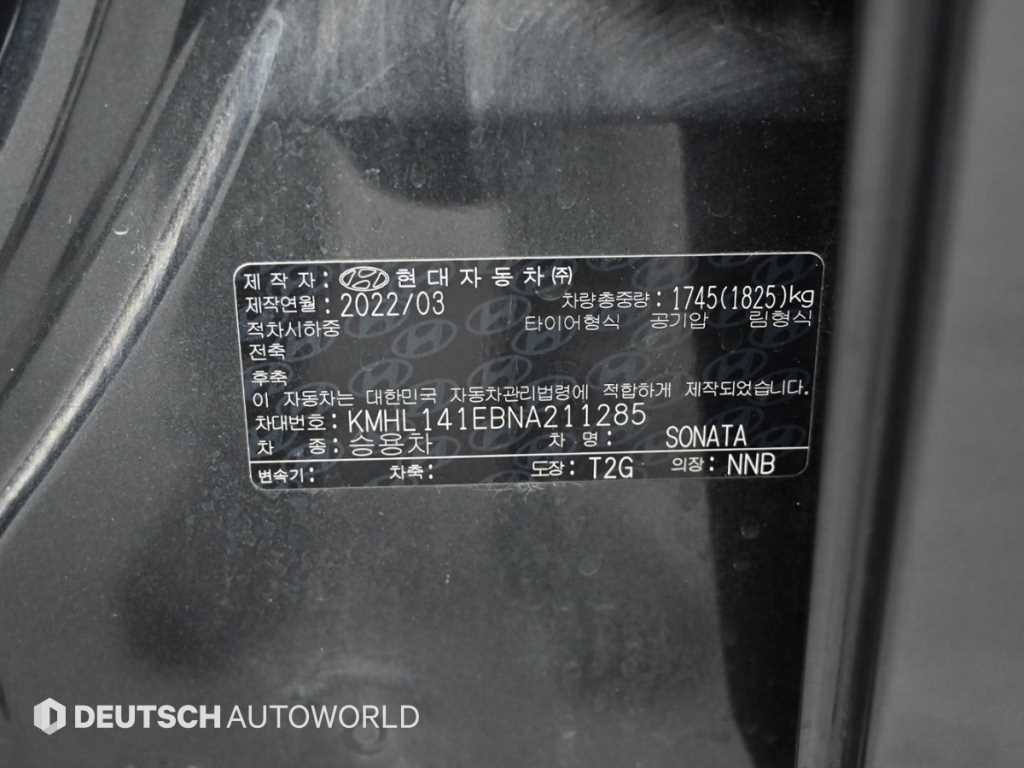 제작자: 현대자동차㈜
제작연월: 2022/03 차량총중량: 1745(1825)kg
적차시하중 타이어형식 공기압 림형식
전축
후축
이 자동차는 대한민국 자동차관리법령에 적합하게 제작되었습니다.
차대번호: KMHL141EBNA211285
차 종: 승용차 차 명: SONATA
변속기: 차축: 도장: T2G 의장: NNB
DEUTSCH AUTOWORLD